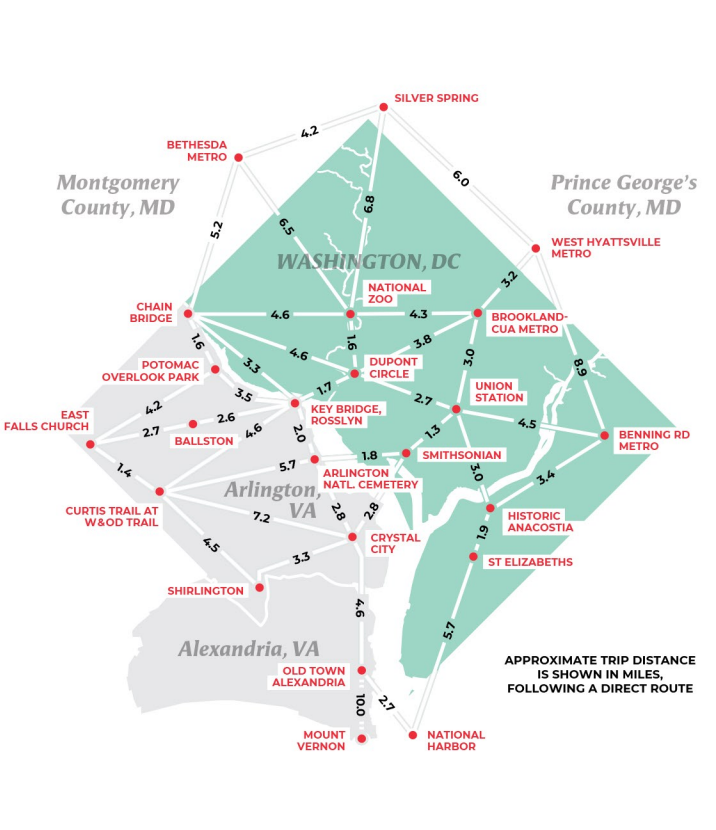 SILVER SPRING
4.2
BETHESDA
METRO
6.0
Montgomery
County, MD
Prince George's
County, MD
5.2
6.5
6.8
WEST HYATTSVILLE
METRO
WASHINGTON, DC
3.2
NATIONAL
ZOO
CHAIN
BRIDGE
4.6
4.3
BROOKLAND-
CUA METRO
1.6
1.6
3.8
4.6
3.3
3.0
8.9
POTOMAC
OVERLOOK PARK
DUPONT
CIRCLE
1.7
3.5
2.7
UNION
STATION
4.2
EAST
FALLS CHURCH
2.6
KEY BRIDGE,
ROSSLYN
4.5
2.7
BALLSTON
4.6
2.0
1.3
BENNING RD
METRO
1.8
SMITHSONIAN
1.4
5.7
ARLINGTON
NATL. CEMETERY
3.0
3.4
Arlington,
VA
CURTIS TRAIL AT
W&OD TRAIL
7.2
2.8
2.8
HISTORIC
ANACOSTIA
4.5
CRYSTAL
CITY
1.9
3.3
ST ELIZABETHS
SHIRLINGTON
4.6
5.7
Alexandria, VA
OLD TOWN
ALEXANDRIA
APPROXIMATE TRIP DISTANCE
IS SHOWN IN MILES,
FOLLOWING A DIRECT ROUTE
10.0
2.7
MOUNT
VERNON
NATIONAL
HARBOR